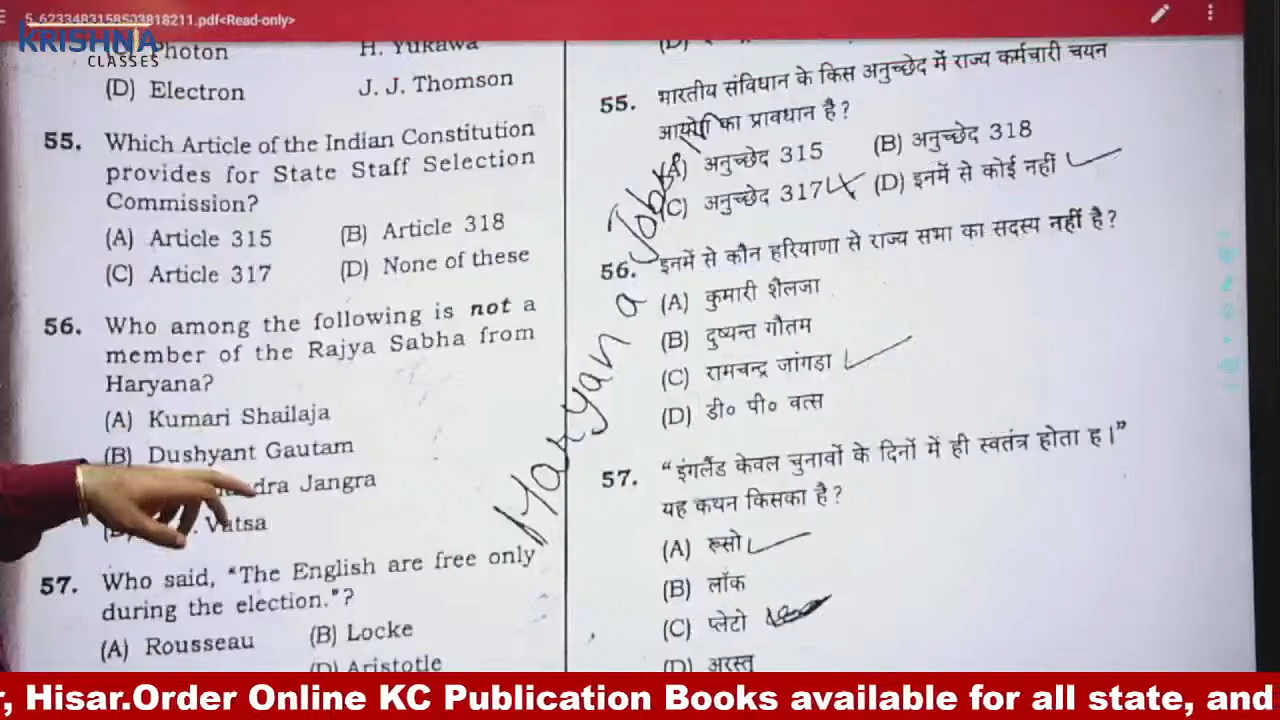 5_6233483158503818211.pdf<Read-only>
KRISHNA
CLASSES
Photon H. Yukawa
(D) Electron J. J. Thomson
55. Which Article of the Indian Constitution
provides for State Staff Selection
Commission?
(A) Article 315 (B) Article 318
(C) Article 317 (D) None of these
56. Who among the following is not a
member of the Rajya Sabha from
Haryana?
(A) Kumari Shailaja
(B) Dushyant Gautam
Jangra
Vatsa
57. Who said, "The English are free only
during the election."?
(A) Rousseau (B) Locke
(D) Aristotle
(D)
55. भारतीय संविधान के किस अनुच्छेद में राज्य कर्मचारी चयन
आयोग का प्रावधान है?
(A) अनुच्छेद 315 (B) अनुच्छेद 318
(C) अनुच्छेद 317 (D) इनमें से कोई नहीं
56. इनमें से कौन हरियाणा से राज्य सभा का सदस्य नहीं है?
(A) कुमारी शैलजा
(B) दुष्यन्त गौतम
(C) रामचन्द्र जांगड़ा
(D) डी० पी० वत्स
57. "इंगलैंड केवल चुनावों के दिनों में ही स्वतंत्र होता ह।"
यह कथन किसका है?
(A) रूसो
(B) लॉक
(C) प्लेटो
(D) अरस्तू
Haryana Jobs
, Hisar.Order Online KC Publication Books available for all state, and